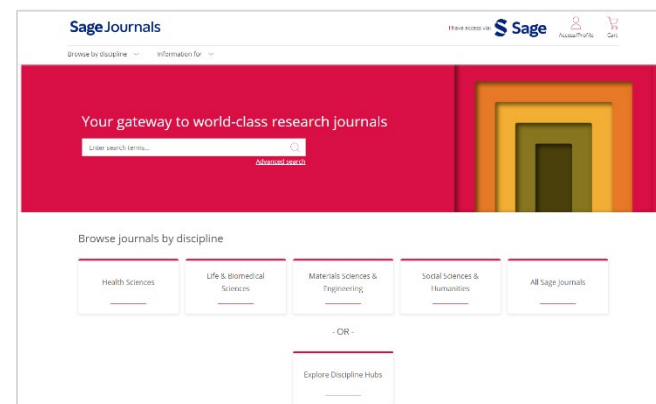 Sage Journals
I have access via: Sage
Access/Profile
Cart
Browse by discipline
Information for
Your gateway to world-class research journals
Enter search terms...
Advanced search
Browse journals by discipline
Health Sciences
Life & Biomedical
Sciences
Materials Sciences &
Engineering
Social Sciences &
Humanities
All Sage Journals
- OR -
Explore Discipline Hubs